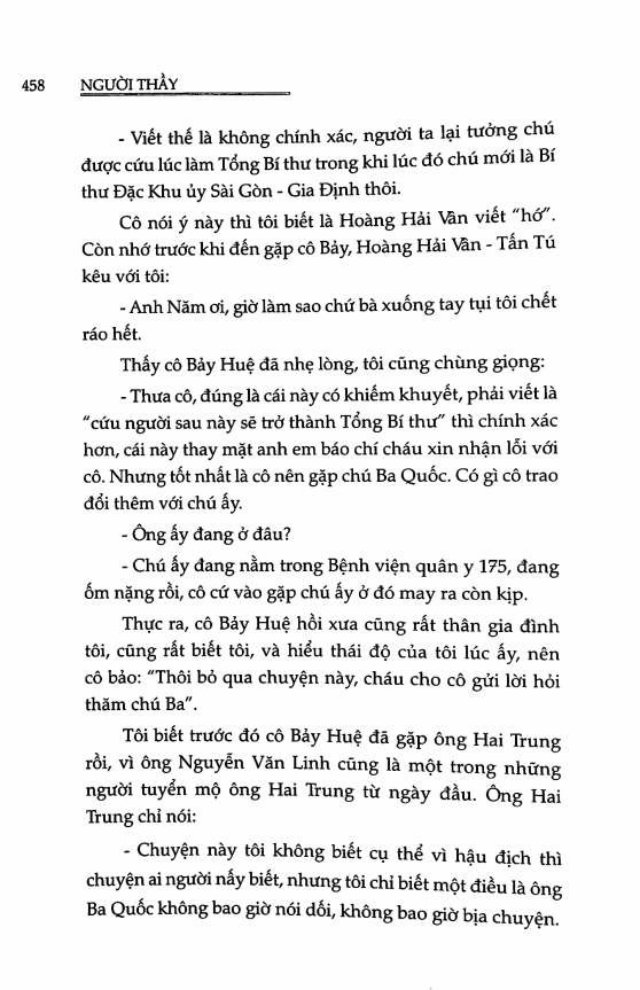 458 NGƯỜI THẦY
- Viết thế là không chính xác, người ta lại tưởng chú
được cứu lúc làm Tổng Bí thư trong khi lúc đó chú mới là Bí
thư Đặc Khu ủy Sài Gòn - Gia Định thôi.
Cô nói ý này thì tôi biết là Hoàng Hải Vân viết "hớ".
Còn nhớ trước khi đến gặp cô Bảy, Hoàng Hải Vân - Tấn Tú
kêu với tôi:
- Anh Năm ơi, giờ làm sao chứ bà xuống tay tụi tôi chết
ráo hết.
Thấy cô Bảy Huệ đã nhẹ lòng, tôi cũng chùng giọng:
- Thưa cô, đúng là cái này có khiếm khuyết, phải viết là
"cứu người sau này sẽ trở thành Tổng Bí thư" thì chính xác
hơn, cái này thay mặt anh em báo chí cháu xin nhận lỗi với
cô. Nhưng tốt nhất là cô nên gặp chú Ba Quốc. Có gì cô trao
đổi thêm với chú ấy.
- Ông ấy đang ở đâu?
- Chú ấy đang nằm trong Bệnh viện quân y 175, đang
ốm nặng rồi, cô cứ vào gặp chú ấy ở đó may ra còn kịp.
Thực ra, cô Bảy Huệ hồi xưa cũng rất thân gia đình
tôi, cũng rất biết tôi, và hiểu thái độ của tôi lúc ấy, nên
cô bảo: "Thôi bỏ qua chuyện này, cháu cho cô gửi lời hỏi
thăm chú Ba".
Tôi biết trước đó cô Bảy Huệ đã gặp ông Hai Trung
rồi, vì ông Nguyễn Văn Linh cũng là một trong những
người tuyển mộ ông Hai Trung từ ngày đầu. Ông Hai
Trung chỉ nói:
- Chuyện này tôi không biết cụ thể vì hậu địch thì
chuyện ai người nấy biết, nhưng tôi chỉ biết một điều là ông
Ba Quốc không bao giờ nói dối, không bao giờ bịa chuyện.